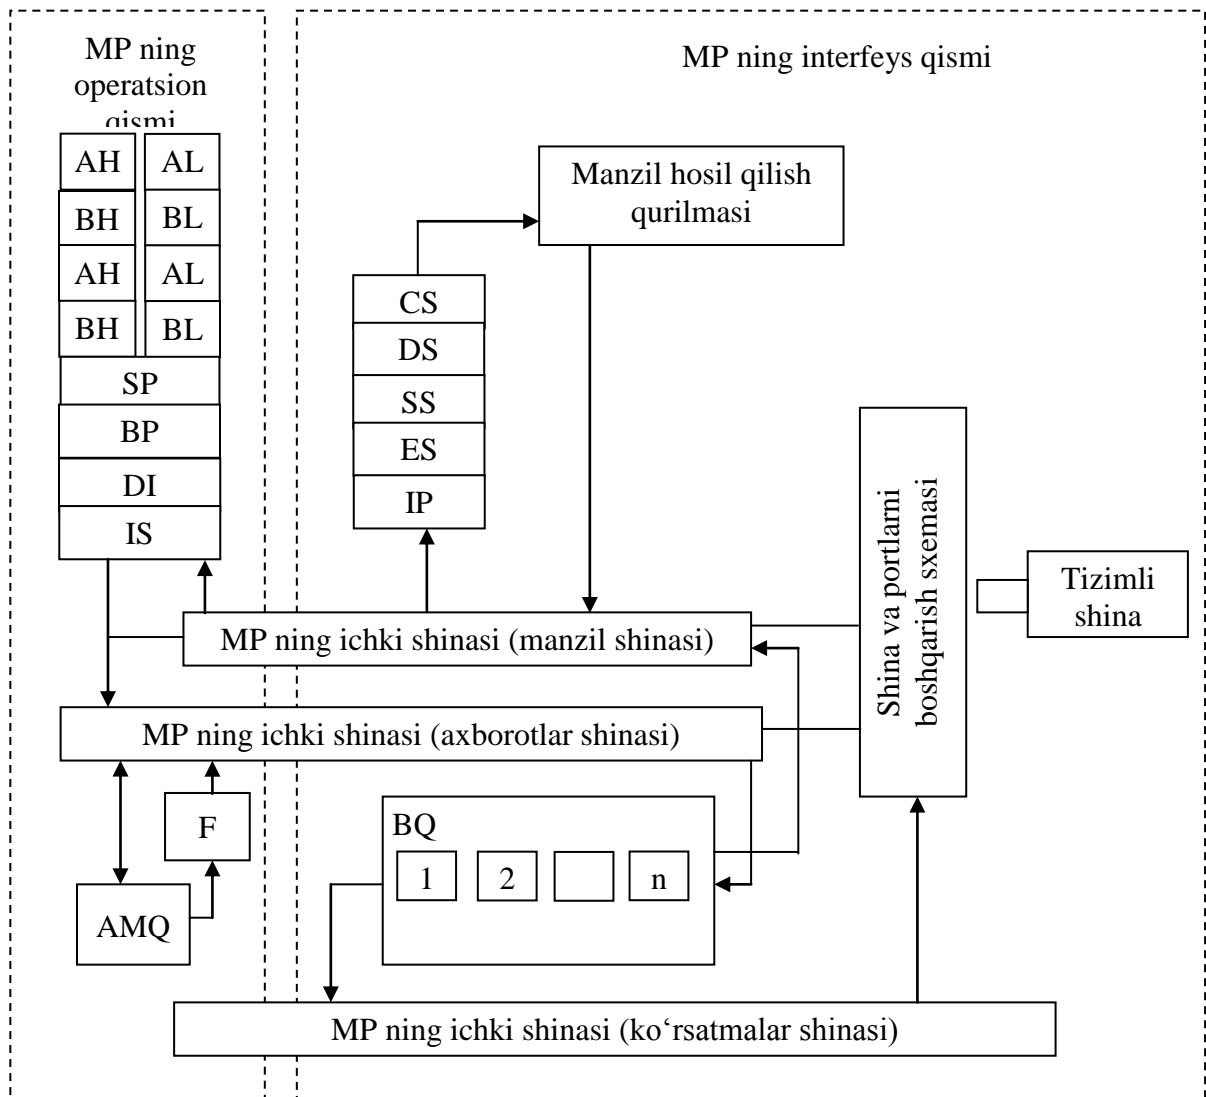 MP ning
operatsion
qismi
MP ning interfeys qismi
AH AL
BH BL
AH AL
BH BL
SP
BP
DI
IS
Manzil hosil qilish
qurilmasi
CS
DS
SS
ES
IP
Shina va portlarni
boshqarish sxemasi
Tizimli
shina
MP ning ichki shinasi (manzil shinasi)
MP ning ichki shinasi (axborotlar shinasi)
F
AMQ
BQ
1 2 n
MP ning ichki shinasi (ko‘rsatmalar shinasi)